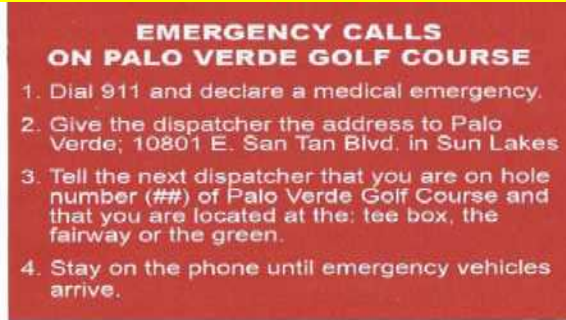 EMERGENCY CALLS
ON PALO VERDE GOLF COURSE
1. Dial 911 and declare a medical emergency.
2. Give the dispatcher the address to Palo
Verde; 10801 E. San Tan Blvd. in Sun Lakes
3. Tell the next dispatcher that you are on hole
number (##) of Palo Verde Golf Course and
that you are located at the: tee box, the
fairway or the green.
4. Stay on the phone until emergency vehicles
arrive.